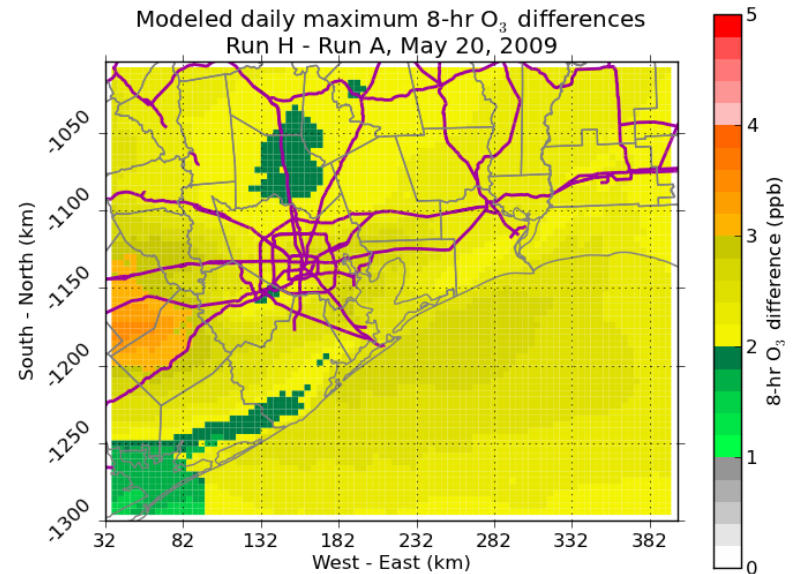 Modeled daily maximum 8-hr O₃ differences
Run H - Run A, May 20, 2009
South - North (km)
-1050
-1100
-1150
-1200
-1250
-1300
32 82 132 182 232 282 332 382
West - East (km)
5
4
3
2
1
0
8-hr O₃ difference (ppb)